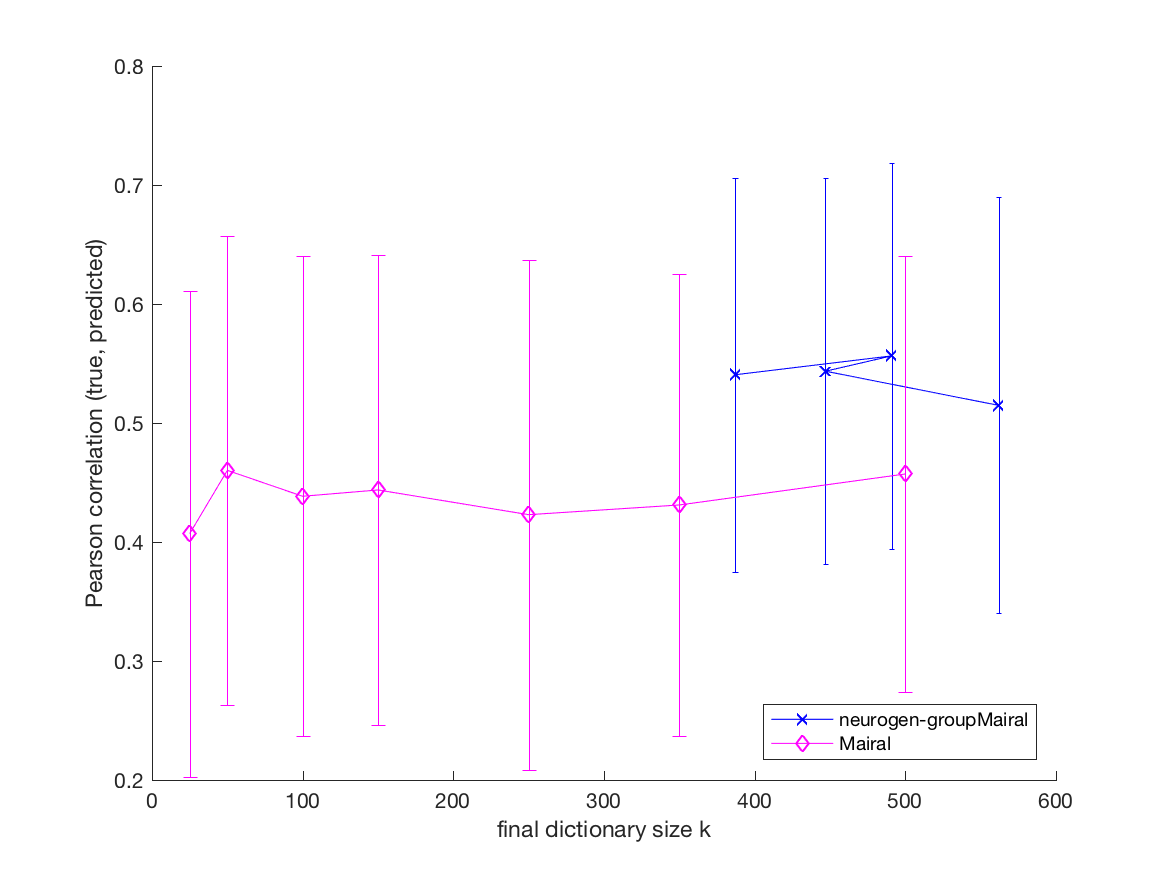 0.8
0.7
0.6
0.5
0.4
0.3
0.2
Pearson correlation (true, predicted)
neurogen-groupMairal
Mairal
0 100 200 300 400 500 600
final dictionary size k